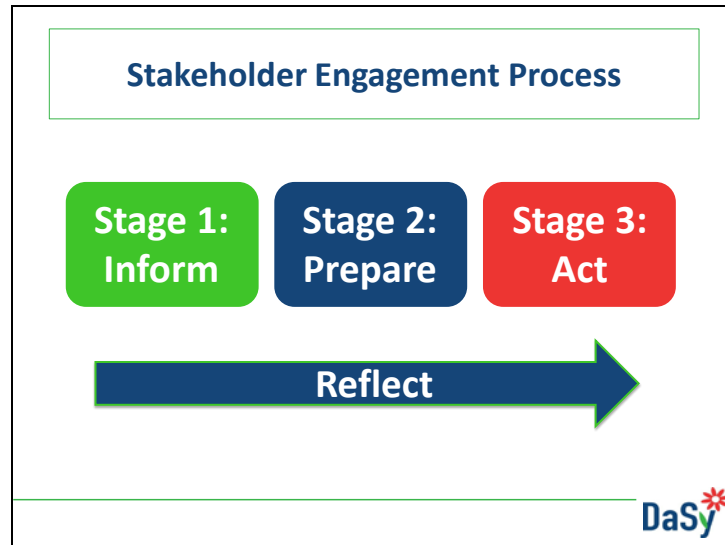 Stakeholder Engagement Process
Stage 1:
Inform
Stage 2:
Prepare
Stage 3:
Act
Reflect
DaSy